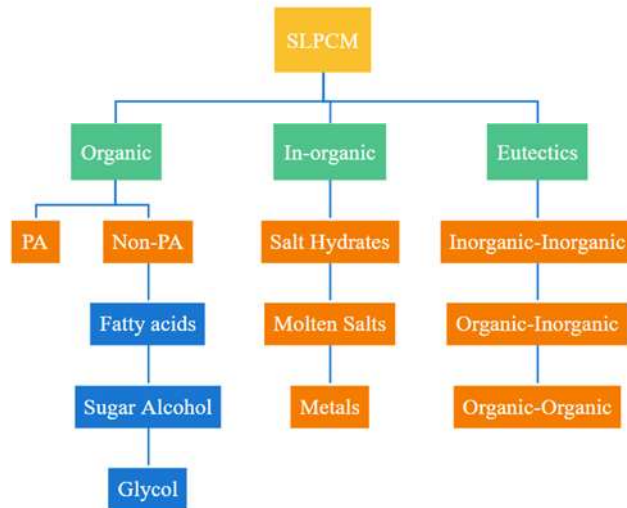 SLPCM
Organic
In-organic
Eutectics
PA
Non-PA
Salt Hydrates
Inorganic-Inorganic
Fatty acids
Molten Salts
Organic-Inorganic
Sugar Alcohol
Metals
Organic-Organic
Glycol